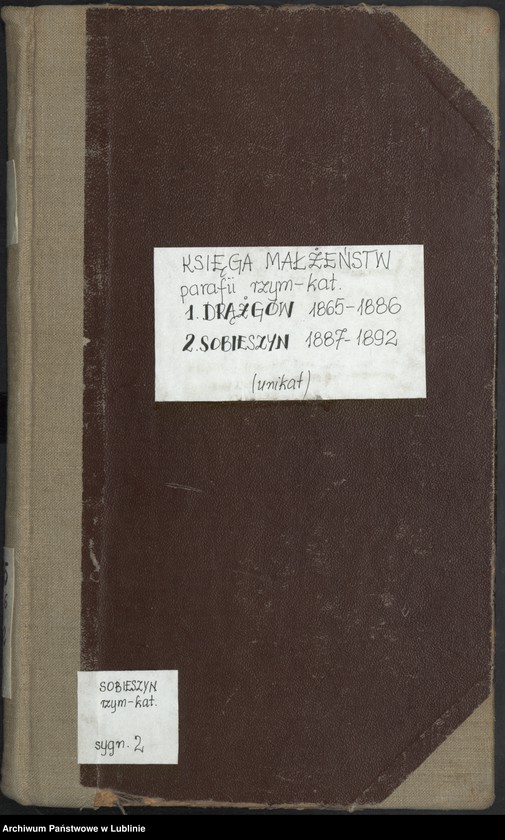 KSIĘGA MAŁŻEŃSTW
parafii rzym-kat.
1. DRĄŻGÓW 1865-1886
2. SOBIESZYN 1887-1892
(unikat)
SOBIESZYN
rzym-kat.
sygn. 2
Archiwum Państwowe w Lublinie